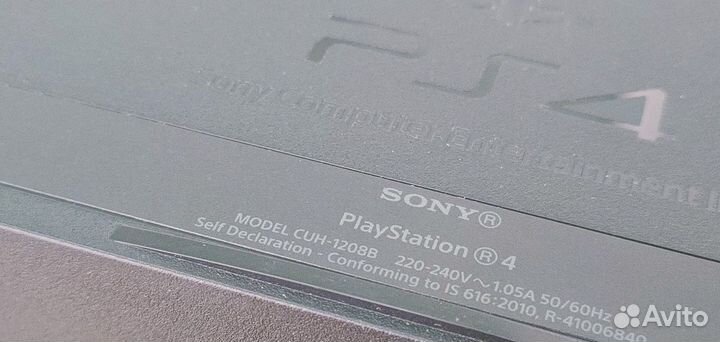 PS4
Sony Computer Entertainment
SONY®
PlayStation®4
MODEL CUH-1208B 220-240V~1.05A 50/60Hz
Self Declaration - Conforming to IS 616:2010, R-41006840
Avito